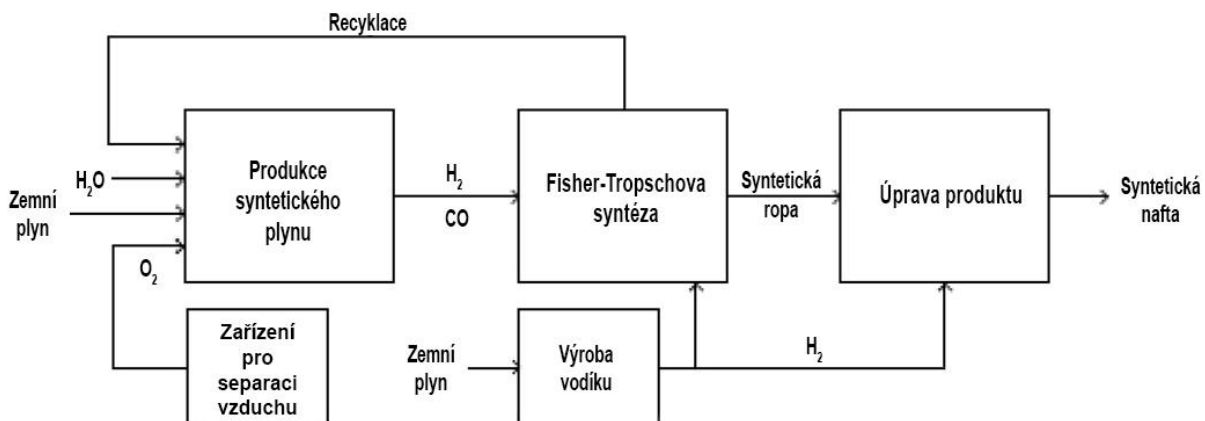 Recyklace
H₂O
Zemní
plyn
O₂
Produkce
syntetického
plynu
H₂
CO
Fisher-Tropschova
syntéza
Syntetická
ropa
Úprava produktu
Syntetická
nafta
Zařízení
pro
separaci
vzduchu
Zemní
plyn
Výroba
vodíku
H₂